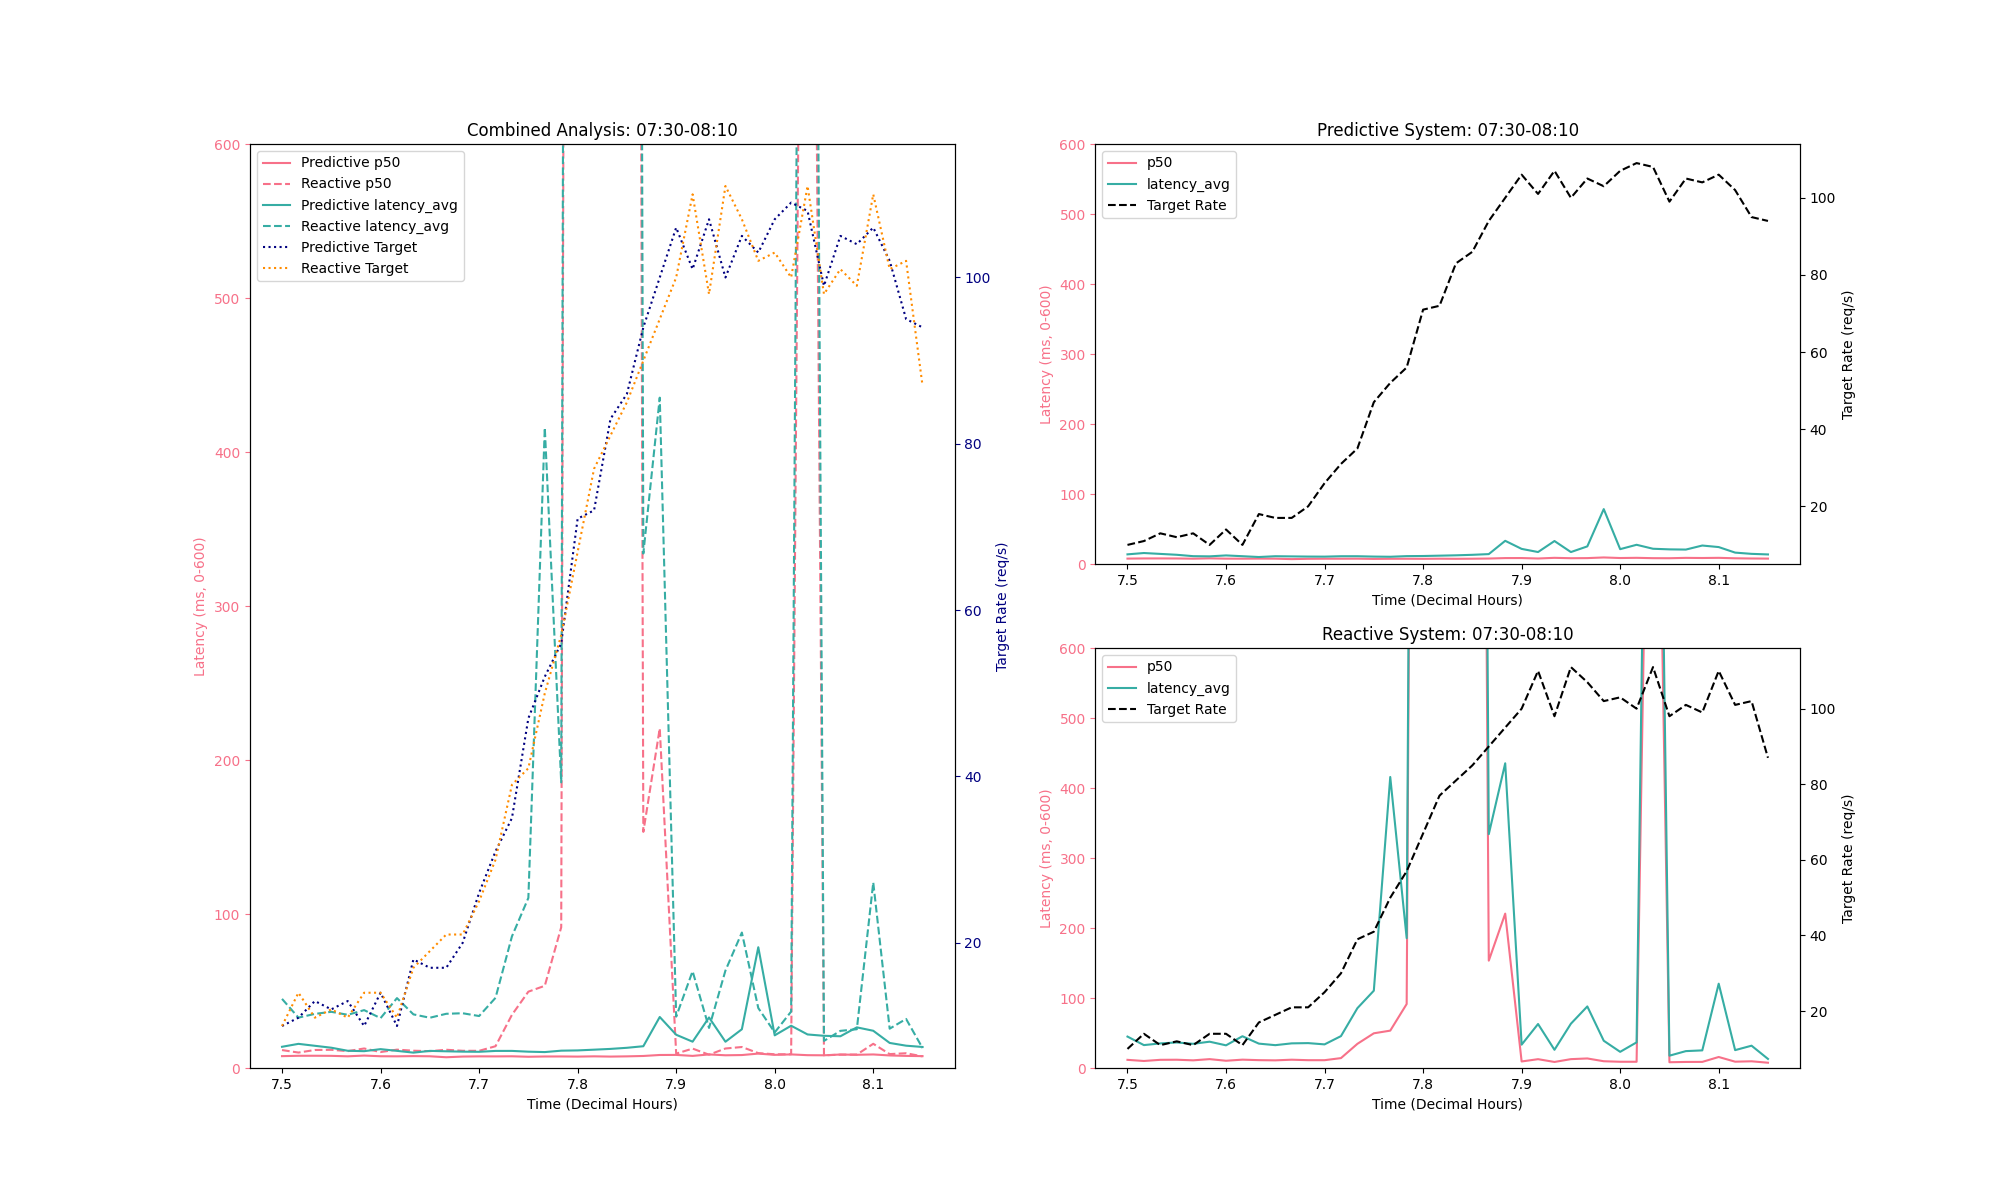 Combined Analysis: 07:30-08:10
Predictive p50
Reactive p50
Predictive latency_avg
Reactive latency_avg
Predictive Target
Reactive Target
Latency (ms, 0-600)
600
500
400
300
200
100
0
100
80
60
40
20
Target Rate (req/s)
7.5 7.6 7.7 7.8 7.9 8.0 8.1
Time (Decimal Hours)
Predictive System: 07:30-08:10
p50
latency_avg
Target Rate
Latency (ms, 0-600)
600
500
400
300
200
100
0
100
80
60
40
20
Target Rate (req/s)
7.5 7.6 7.7 7.8 7.9 8.0 8.1
Time (Decimal Hours)
Reactive System: 07:30-08:10
p50
latency_avg
Target Rate
Latency (ms, 0-600)
600
500
400
300
200
100
0
100
80
60
40
20
Target Rate (req/s)
7.5 7.6 7.7 7.8 7.9 8.0 8.1
Time (Decimal Hours)